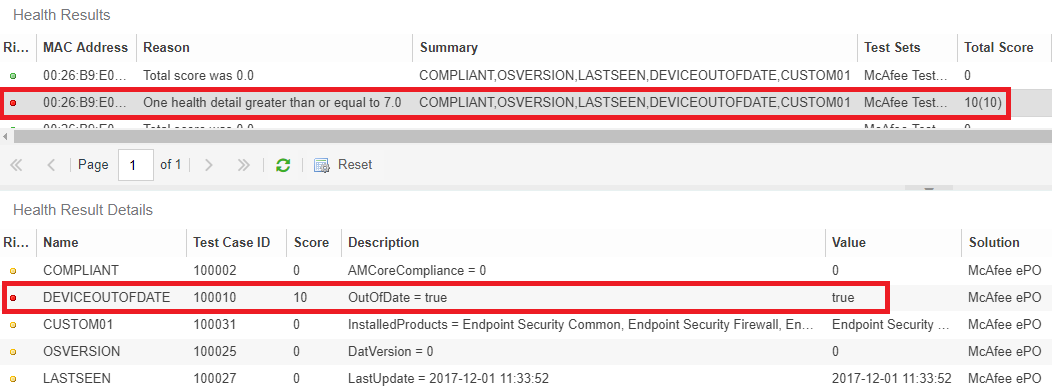 Health Results
Ri... MAC Address Reason Summary Test Sets Total Score
00:26:B9:E0... Total score was 0.0 COMPLIANT,OSVERSION,LASTSEEN,DEVICEOUTOFDATE,CUSTOM01 McAfee Test... 0
00:26:B9:E0... One health detail greater than or equal to 7.0 COMPLIANT,OSVERSION,LASTSEEN,DEVICEOUTOFDATE,CUSTOM01 McAfee Test... 10(10)
Page 1 of 1 Reset
Health Result Details
Ri... Name Test Case ID Score Description Value Solution
COMPLIANT 100002 0 AMCoreCompliance = 0 0 McAfee ePO
DEVICEOUTOFDATE 100010 10 OutOfDate = true true McAfee ePO
CUSTOM01 100031 0 InstalledProducts = Endpoint Security Common, Endpoint Security Firewall, En... Endpoint Security ... McAfee ePO
OSVERSION 100025 0 DatVersion = 0 0 McAfee ePO
LASTSEEN 100027 0 LastUpdate = 2017-12-01 11:33:52 2017-12-01 11:33:52 McAfee ePO